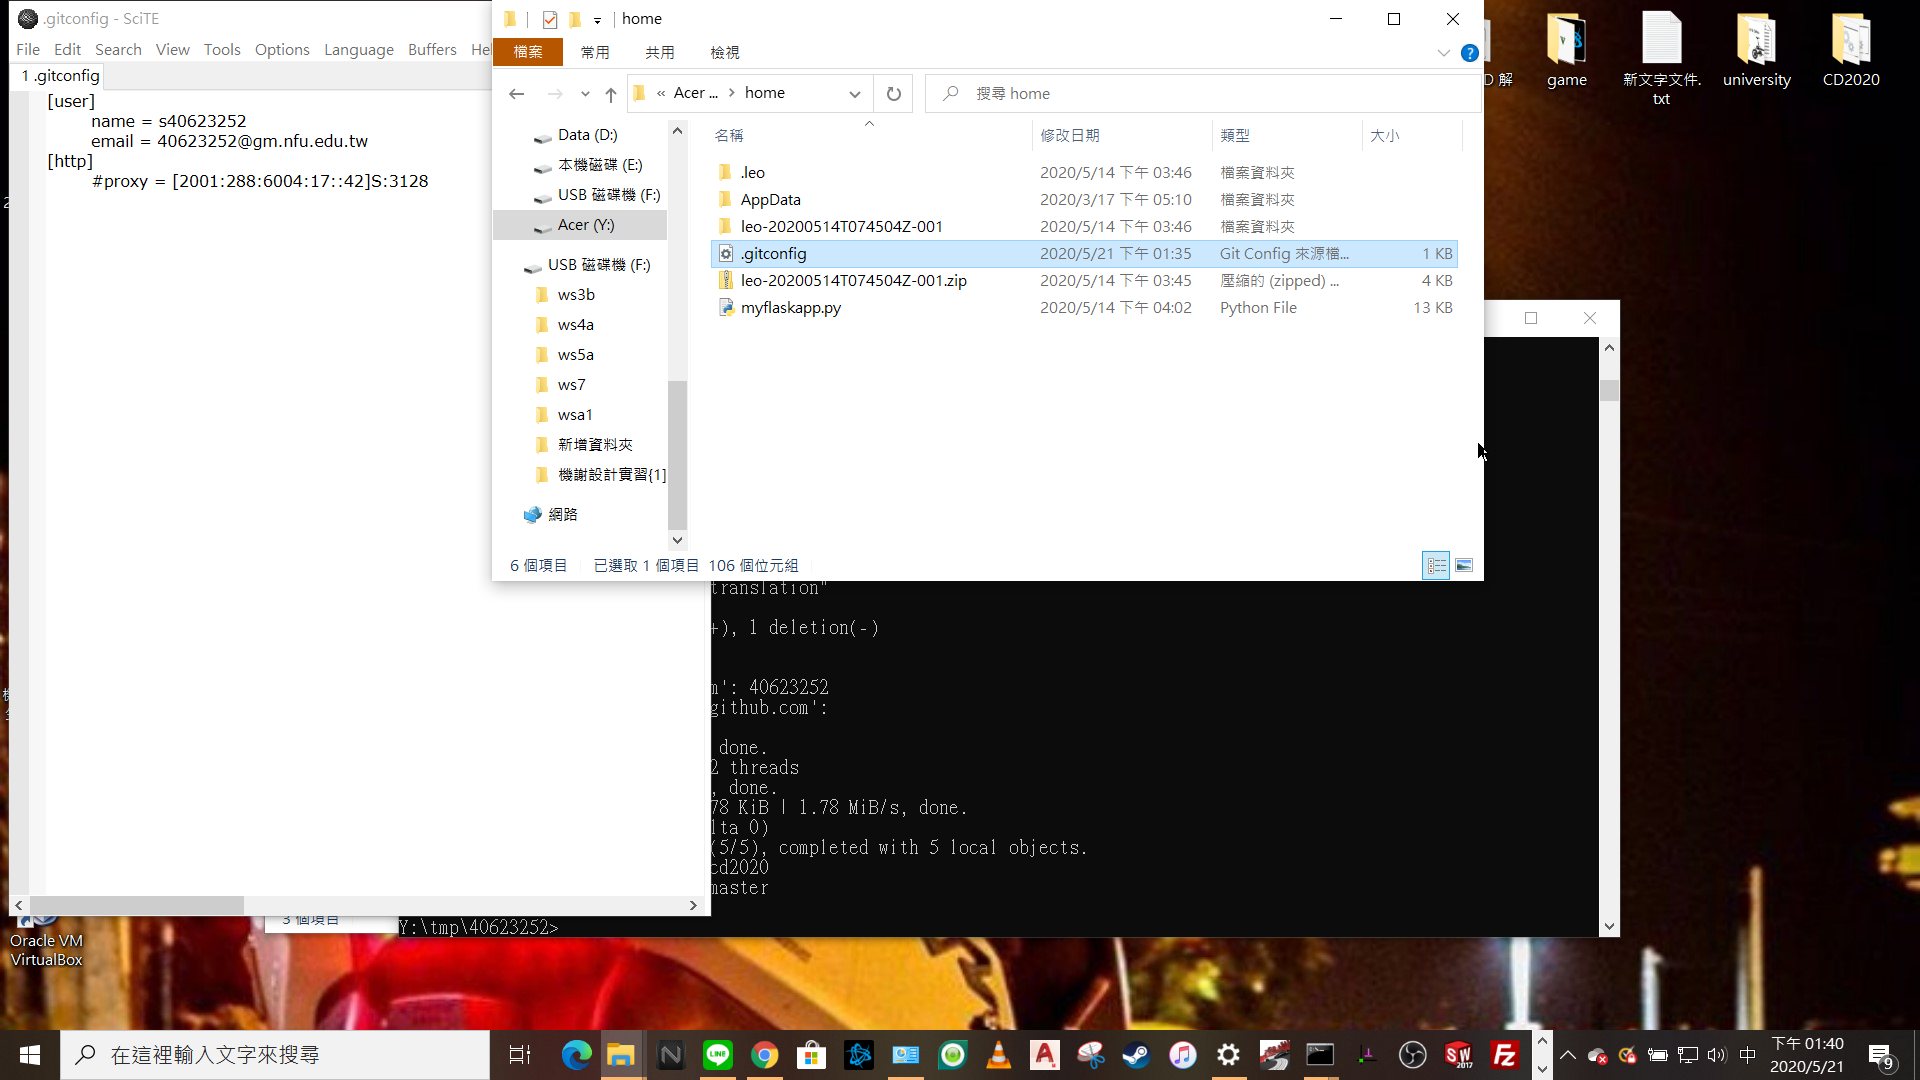 .gitconfig - SciTE
File Edit Search View Tools Options Language Buffers Hel
1 .gitconfig
[user]
name = s40623252
email = 40623252@gm.nfu.edu.tw
[http]
#proxy = [2001:288:6004:17::42]S:3128
home
檔案 常用 共用 檢視
« Acer ... › home
搜尋 home
Data (D:)
本機磁碟 (E:)
USB 磁碟機 (F:)
Acer (Y:)
USB 磁碟機 (F:)
ws3b
ws4a
ws5a
ws7
wsa1
新增資料夾
機謝設計實習{1]
網路
名稱 修改日期 類型 大小
.leo 2020/5/14 下午 03:46 檔案資料夾
AppData 2020/3/17 下午 05:10 檔案資料夾
leo-20200514T074504Z-001 2020/5/14 下午 03:46 檔案資料夾
.gitconfig 2020/5/21 下午 01:35 Git Config 來源檔... 1 KB
leo-20200514T074504Z-001.zip 2020/5/14 下午 03:45 壓縮的 (zipped) ... 4 KB
myflaskapp.py 2020/5/14 下午 04:02 Python File 13 KB
6 個項目 已選取 1 個項目 106 個位元組
translation"
+), 1 deletion(-)
m': 40623252
github.com':
done.
2 threads
, done.
78 KiB | 1.78 MiB/s, done.
lta 0)
(5/5), completed with 5 local objects.
cd2020
master
Y:\tmp\40623252>
3 個項目
D 解
game
新文字文件.txt
university
CD2020
Oracle VM
VirtualBox
在這裡輸入文字來搜尋
LINE
SW
2017
中
下午 01:40
2020/5/21
9